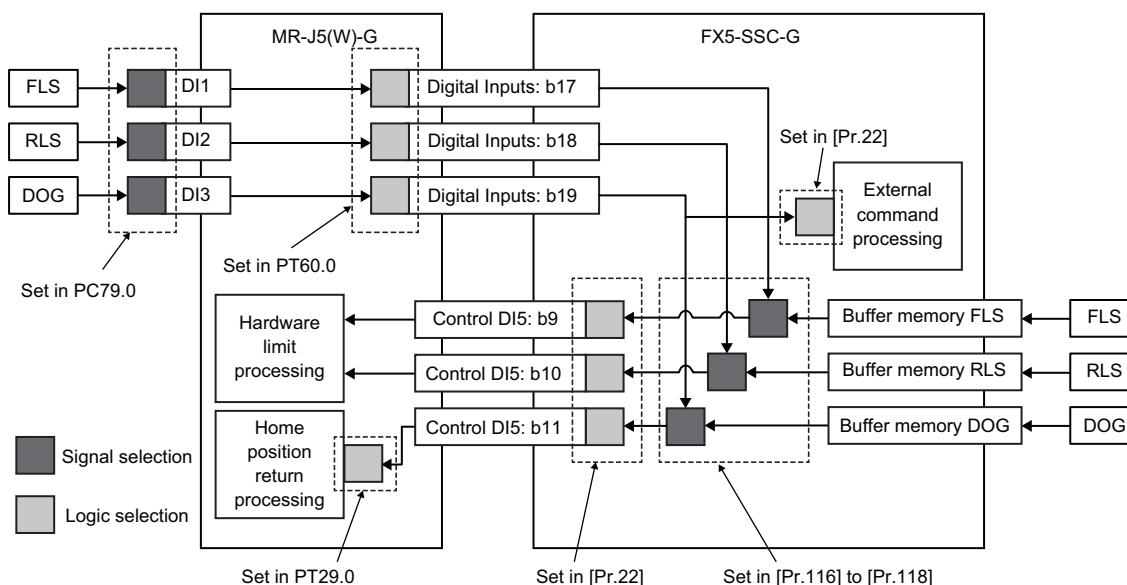 MR-J5(W)-G
FX5-SSC-G
FLS
DI1
Digital Inputs: b17
RLS
DI2
Digital Inputs: b18
Set in [Pr.22]
DOG
DI3
Digital Inputs: b19
External
command
processing
Set in PT60.0
Set in PC79.0
Hardware
limit
processing
Control DI5: b9
Buffer memory FLS
FLS
Control DI5: b10
Buffer memory RLS
RLS
Home
position
return
processing
Control DI5: b11
Buffer memory DOG
DOG
Signal selection
Logic selection
Set in PT29.0
Set in [Pr.22]
Set in [Pr.116] to [Pr.118]